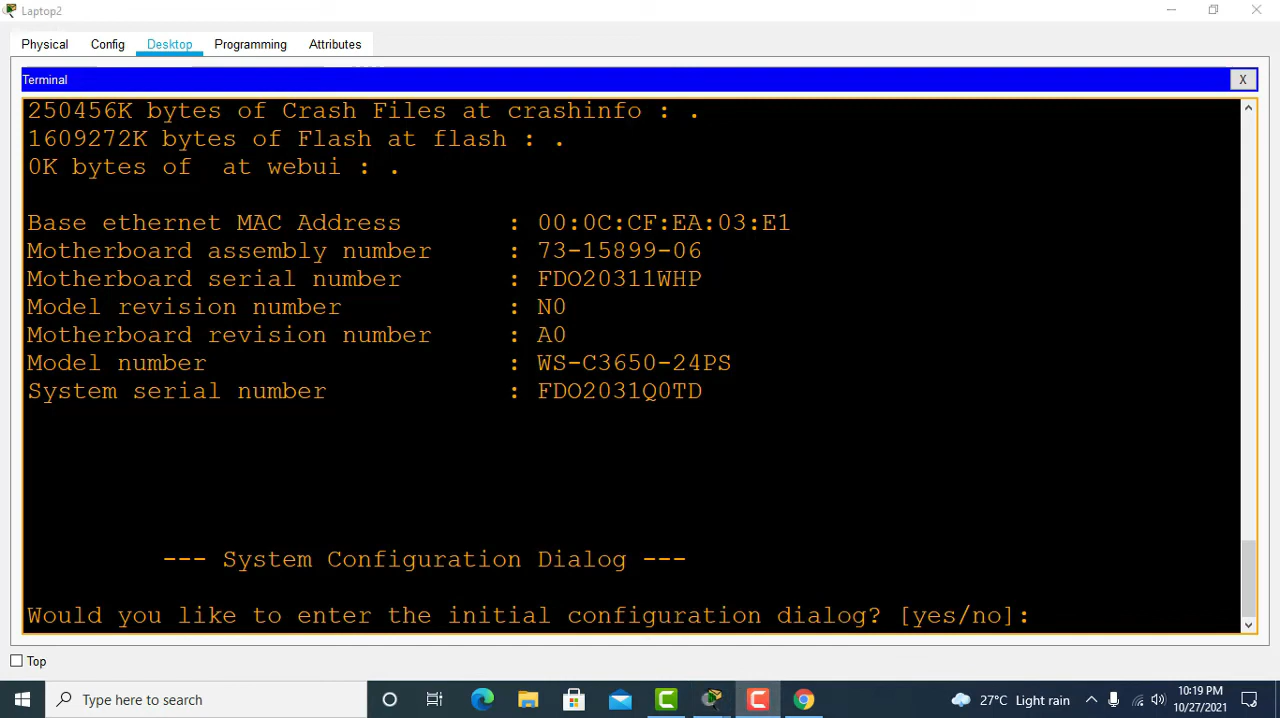 Laptop2
Physical Config Desktop Programming Attributes
Terminal X
250456K bytes of Crash Files at crashinfo : .
1609272K bytes of Flash at flash : .
0K bytes of  at webui : .
Base ethernet MAC Address : 00:0C:CF:EA:03:E1
Motherboard assembly number : 73-15899-06
Motherboard serial number : FDO20311WHP
Model revision number : N0
Motherboard revision number : A0
Model number : WS-C3650-24PS
System serial number : FDO2031Q0TD
--- System Configuration Dialog ---
Would you like to enter the initial configuration dialog? [yes/no]:
Top
Type here to search
27°C Light rain
10:19 PM
10/27/2021